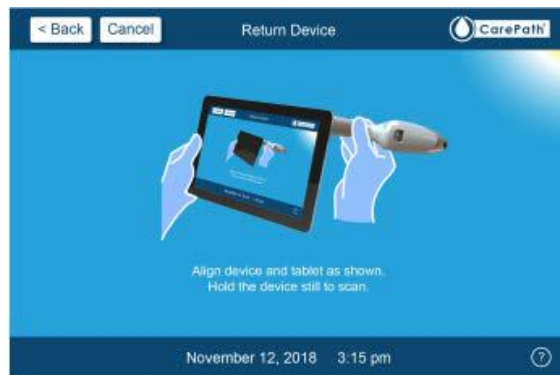 < Back
Cancel
Return Device
CarePath
Align device and tablet as shown.
Hold the device still to scan.
November 12, 2018
3:15 pm
?